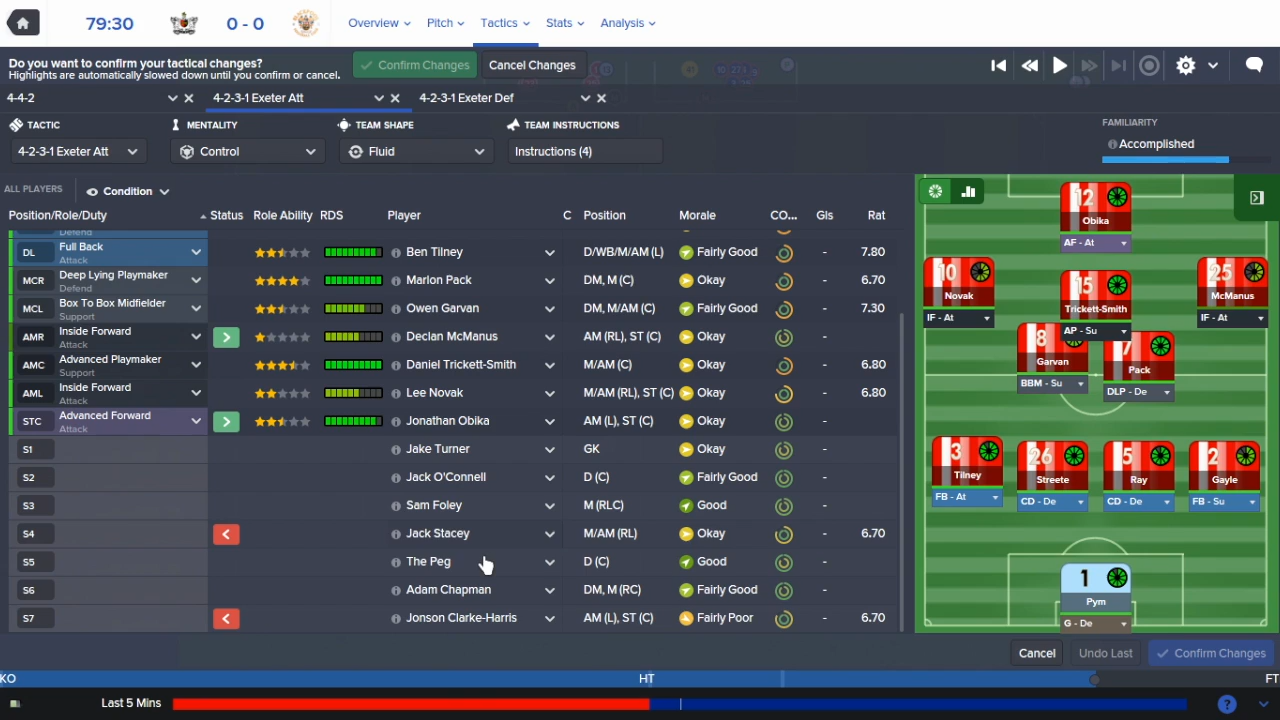 79:30 0 - 0 Overview Pitch Tactics Stats Analysis
Do you want to confirm your tactical changes?
Highlights are automatically slowed down until you confirm or cancel.
Confirm Changes Cancel Changes
4-4-2 4-2-3-1 Exeter Att 4-2-3-1 Exeter Def
TACTIC MENTALITY TEAM SHAPE TEAM INSTRUCTIONS FAMILIARITY
4-2-3-1 Exeter Att Control Fluid Instructions (4) Accomplished
ALL PLAYERS Condition
Position/Role/Duty Status Role Ability RDS Player C Position Morale CO... Gls Rat
Defend
DL Full Back Attack Ben Tilney D/WB/M/AM (L) Fairly Good - 7.80
MCR Deep Lying Playmaker Defend Marlon Pack DM, M (C) Okay - 6.70
MCL Box To Box Midfielder Support Owen Garvan DM, M/AM (C) Fairly Good - 7.30
AMR Inside Forward Attack Declan McManus AM (RL), ST (C) Okay -
AMC Advanced Playmaker Support Daniel Trickett-Smith M/AM (C) Okay - 6.80
AML Inside Forward Attack Lee Novak M/AM (RL), ST (C) Okay - 6.80
STC Advanced Forward Attack Jonathan Obika AM (L), ST (C) Okay -
S1 Jake Turner GK Okay -
S2 Jack O'Connell D (C) Fairly Good -
S3 Sam Foley M (RLC) Good -
S4 Jack Stacey M/AM (RL) Okay - 6.70
S5 The Peg D (C) Good -
S6 Adam Chapman DM, M (RC) Fairly Good -
S7 Jonson Clarke-Harris AM (L), ST (C) Fairly Poor - 6.70
12
Obika
AF - At
10 15 25
Novak Trickett-Smith McManus
IF - At AP - Su IF - At
8 7
Garvan Pack
BBM - Su DLP - De
3 26 5 2
Tilney Streete Ray Gayle
FB - At CD - De CD - De FB - Su
1
Pym
G - De
Cancel Undo Last Confirm Changes
KO HT FT
Last 5 Mins ?